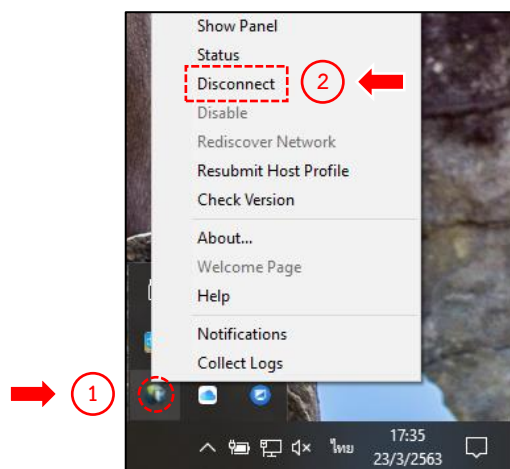 Show Panel
Status
Disconnect
2
Disable
Rediscover Network
Resubmit Host Profile
Check Version
About...
Welcome Page
Help
Notifications
Collect Logs
1
ไทย
17:35
23/3/2563